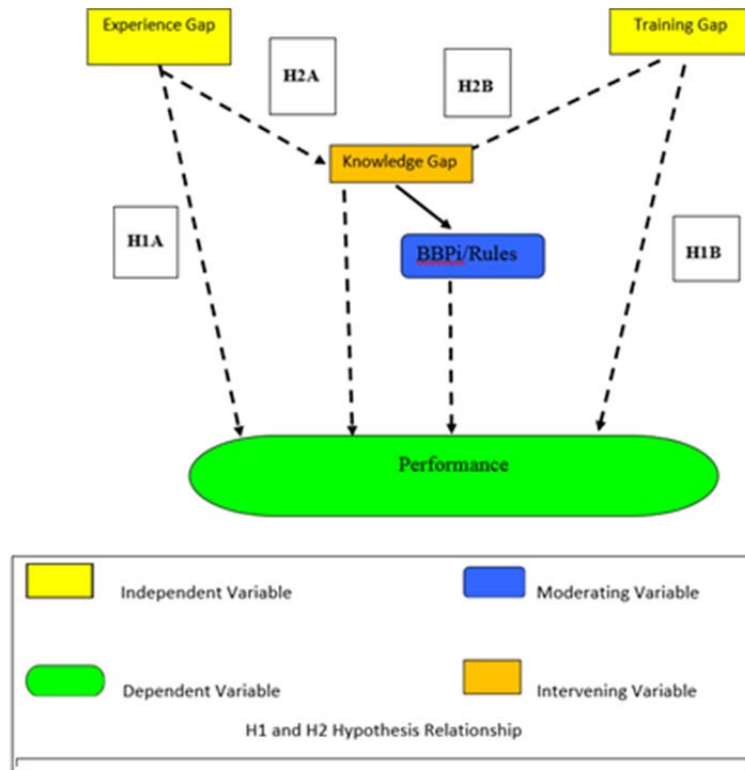 Experience Gap
Training Gap
H2A
H2B
Knowledge Gap
H1A
BBPi/Rules
H1B
Performance
Independent Variable
Moderating Variable
Dependent Variable
Intervening Variable
H1 and H2 Hypothesis Relationship